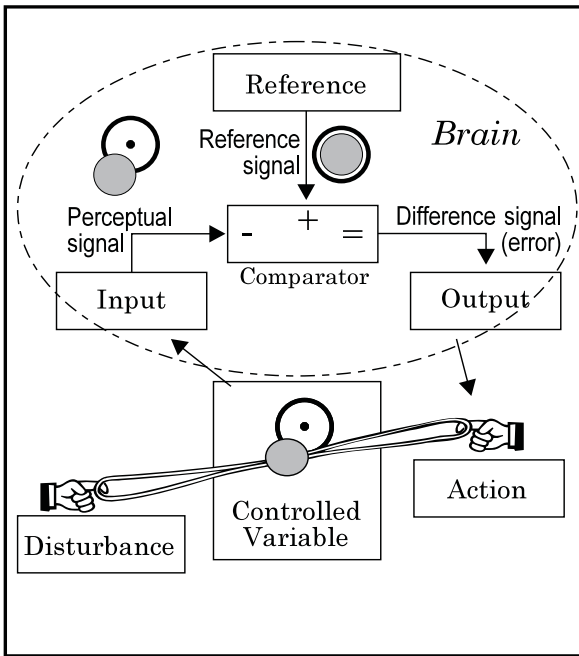 Reference
Brain
Reference
signal
Perceptual
signal
- + =
Comparator
Difference signal
(error)
Input
Output
Action
Controlled
Variable
Disturbance